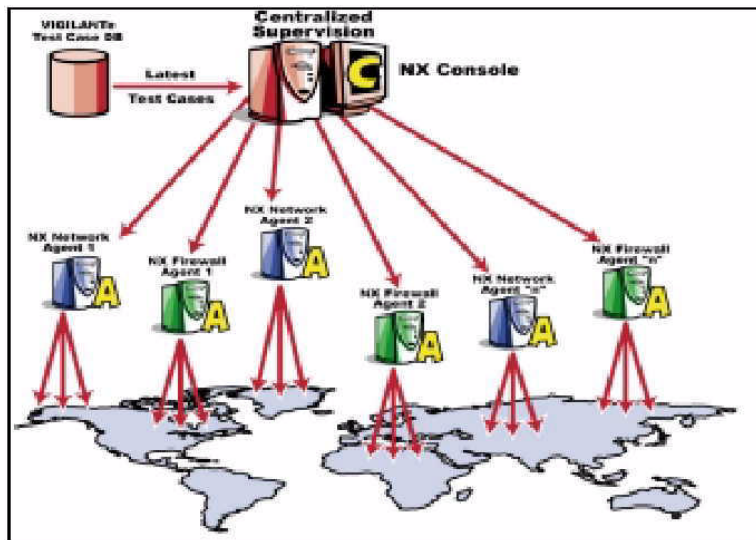 VIGILANTe
Test Case DB
Centralized
Supervision
NX Console
C
Latest
Test Cases
NX Network
Agent 2
NX Network
Agent 1
NX Firewall
Agent 1
NX Firewall
Agent 2
NX Network
Agent "n"
NX Firewall
Agent "n"
A
A
A
A
A
A